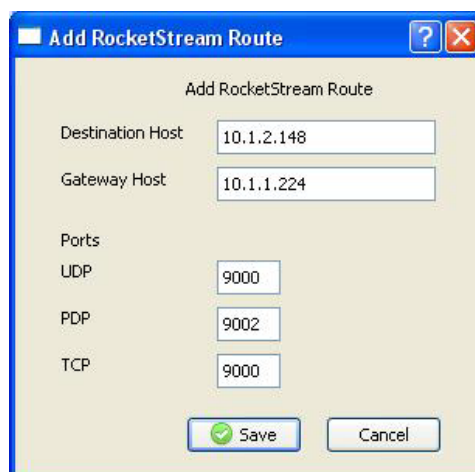 Add RocketStream Route
Add RocketStream Route
Destination Host 10.1.2.148
Gateway Host 10.1.1.224
Ports
UDP 9000
PDP 9002
TCP 9000
Save Cancel